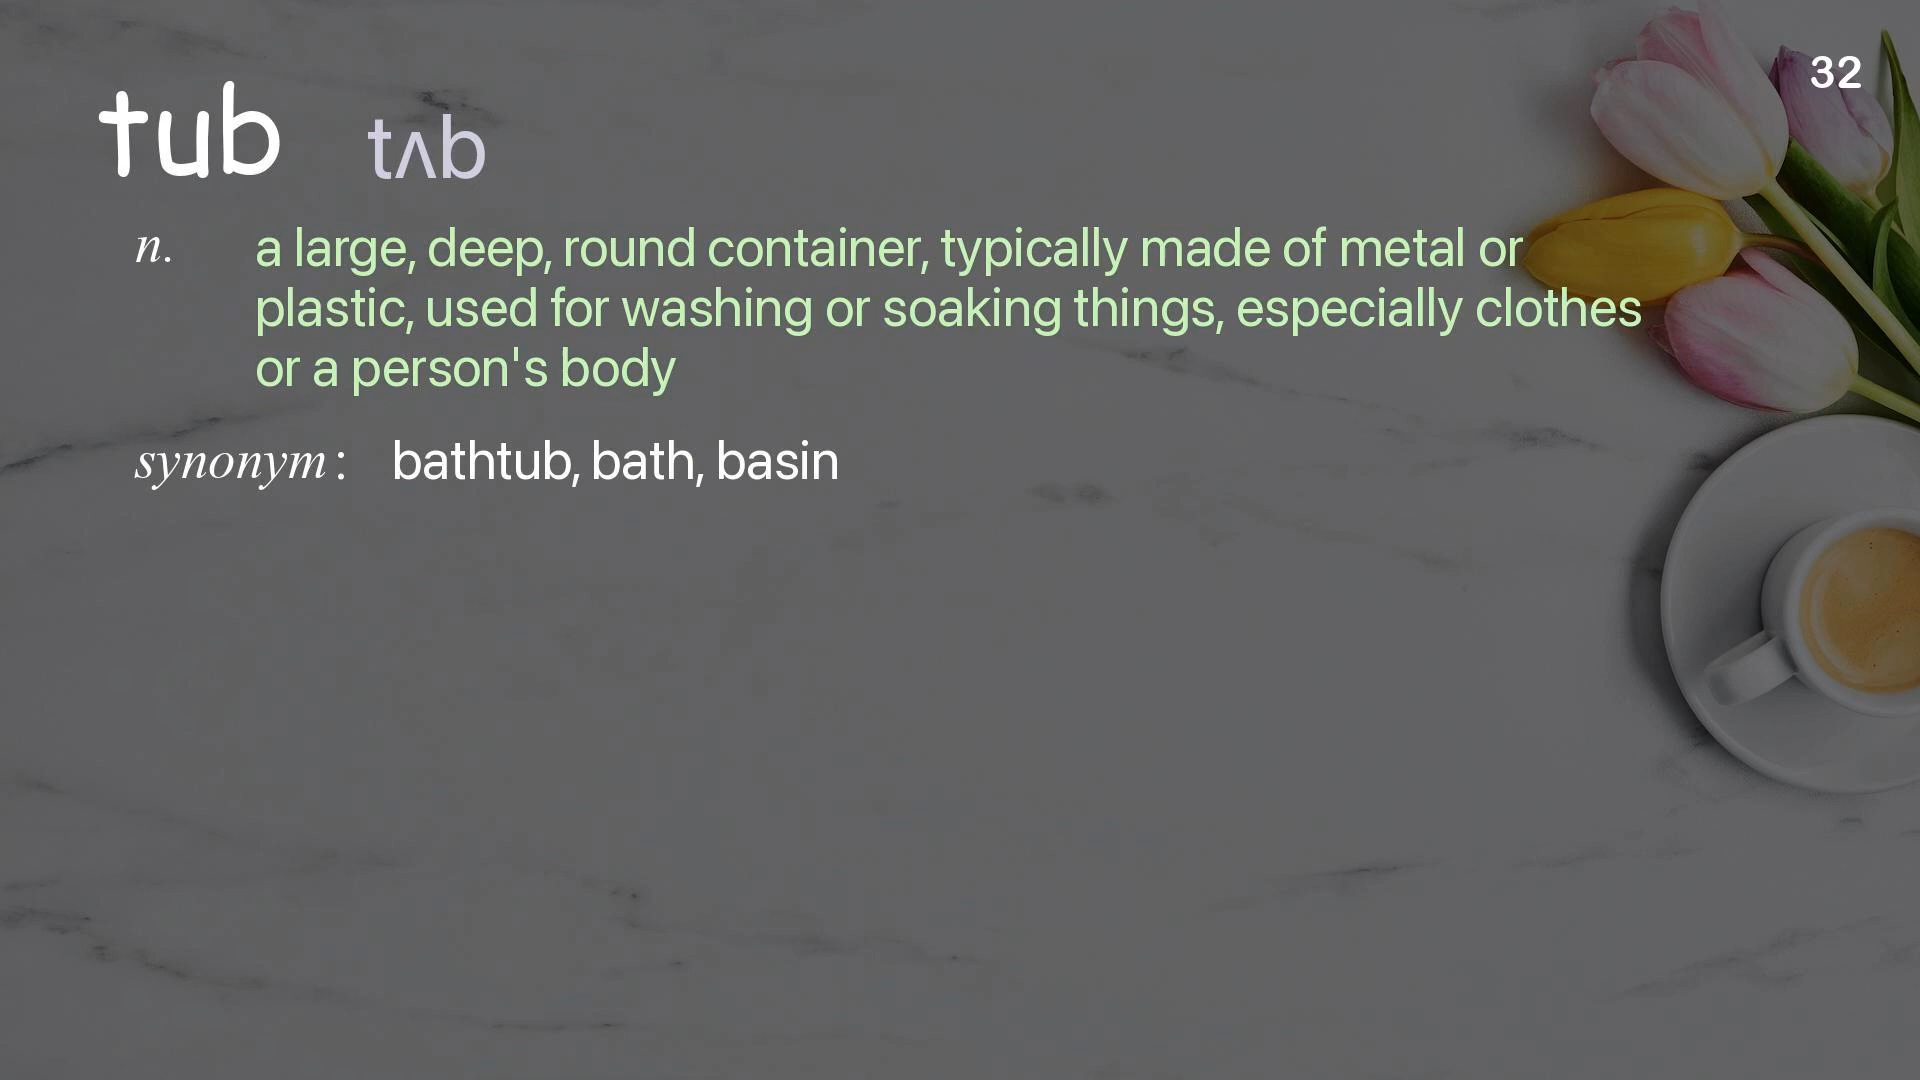 32
tub tʌb
n. a large, deep, round container, typically made of metal or
plastic, used for washing or soaking things, especially clothes
or a person's body
synonym: bathtub, bath, basin